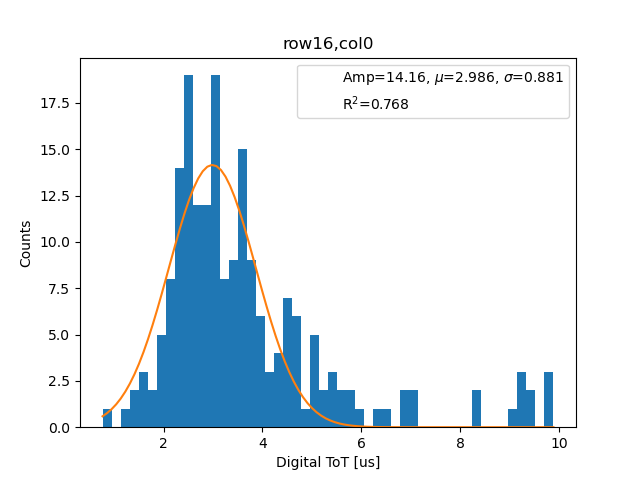 row16,col0
Amp=14.16, μ=2.986, σ=0.881
R²=0.768
Counts
17.5
15.0
12.5
10.0
7.5
5.0
2.5
0.0
2 4 6 8 10
Digital ToT [us]